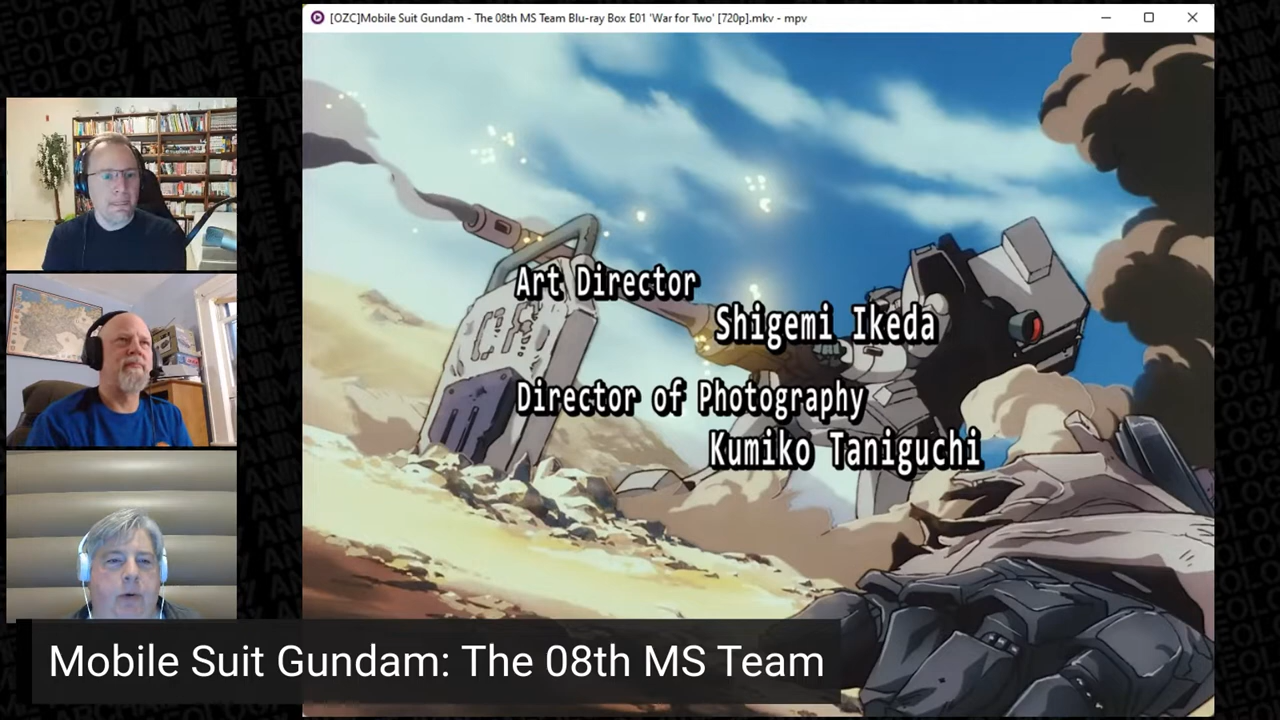 [OZC]Mobile Suit Gundam - The 08th MS Team Blu-ray Box E01 'War for Two' [720p].mkv - mpv
Art Director
Shigemi Ikeda
Director of Photography
Kumiko Taniguchi
Mobile Suit Gundam: The 08th MS Team